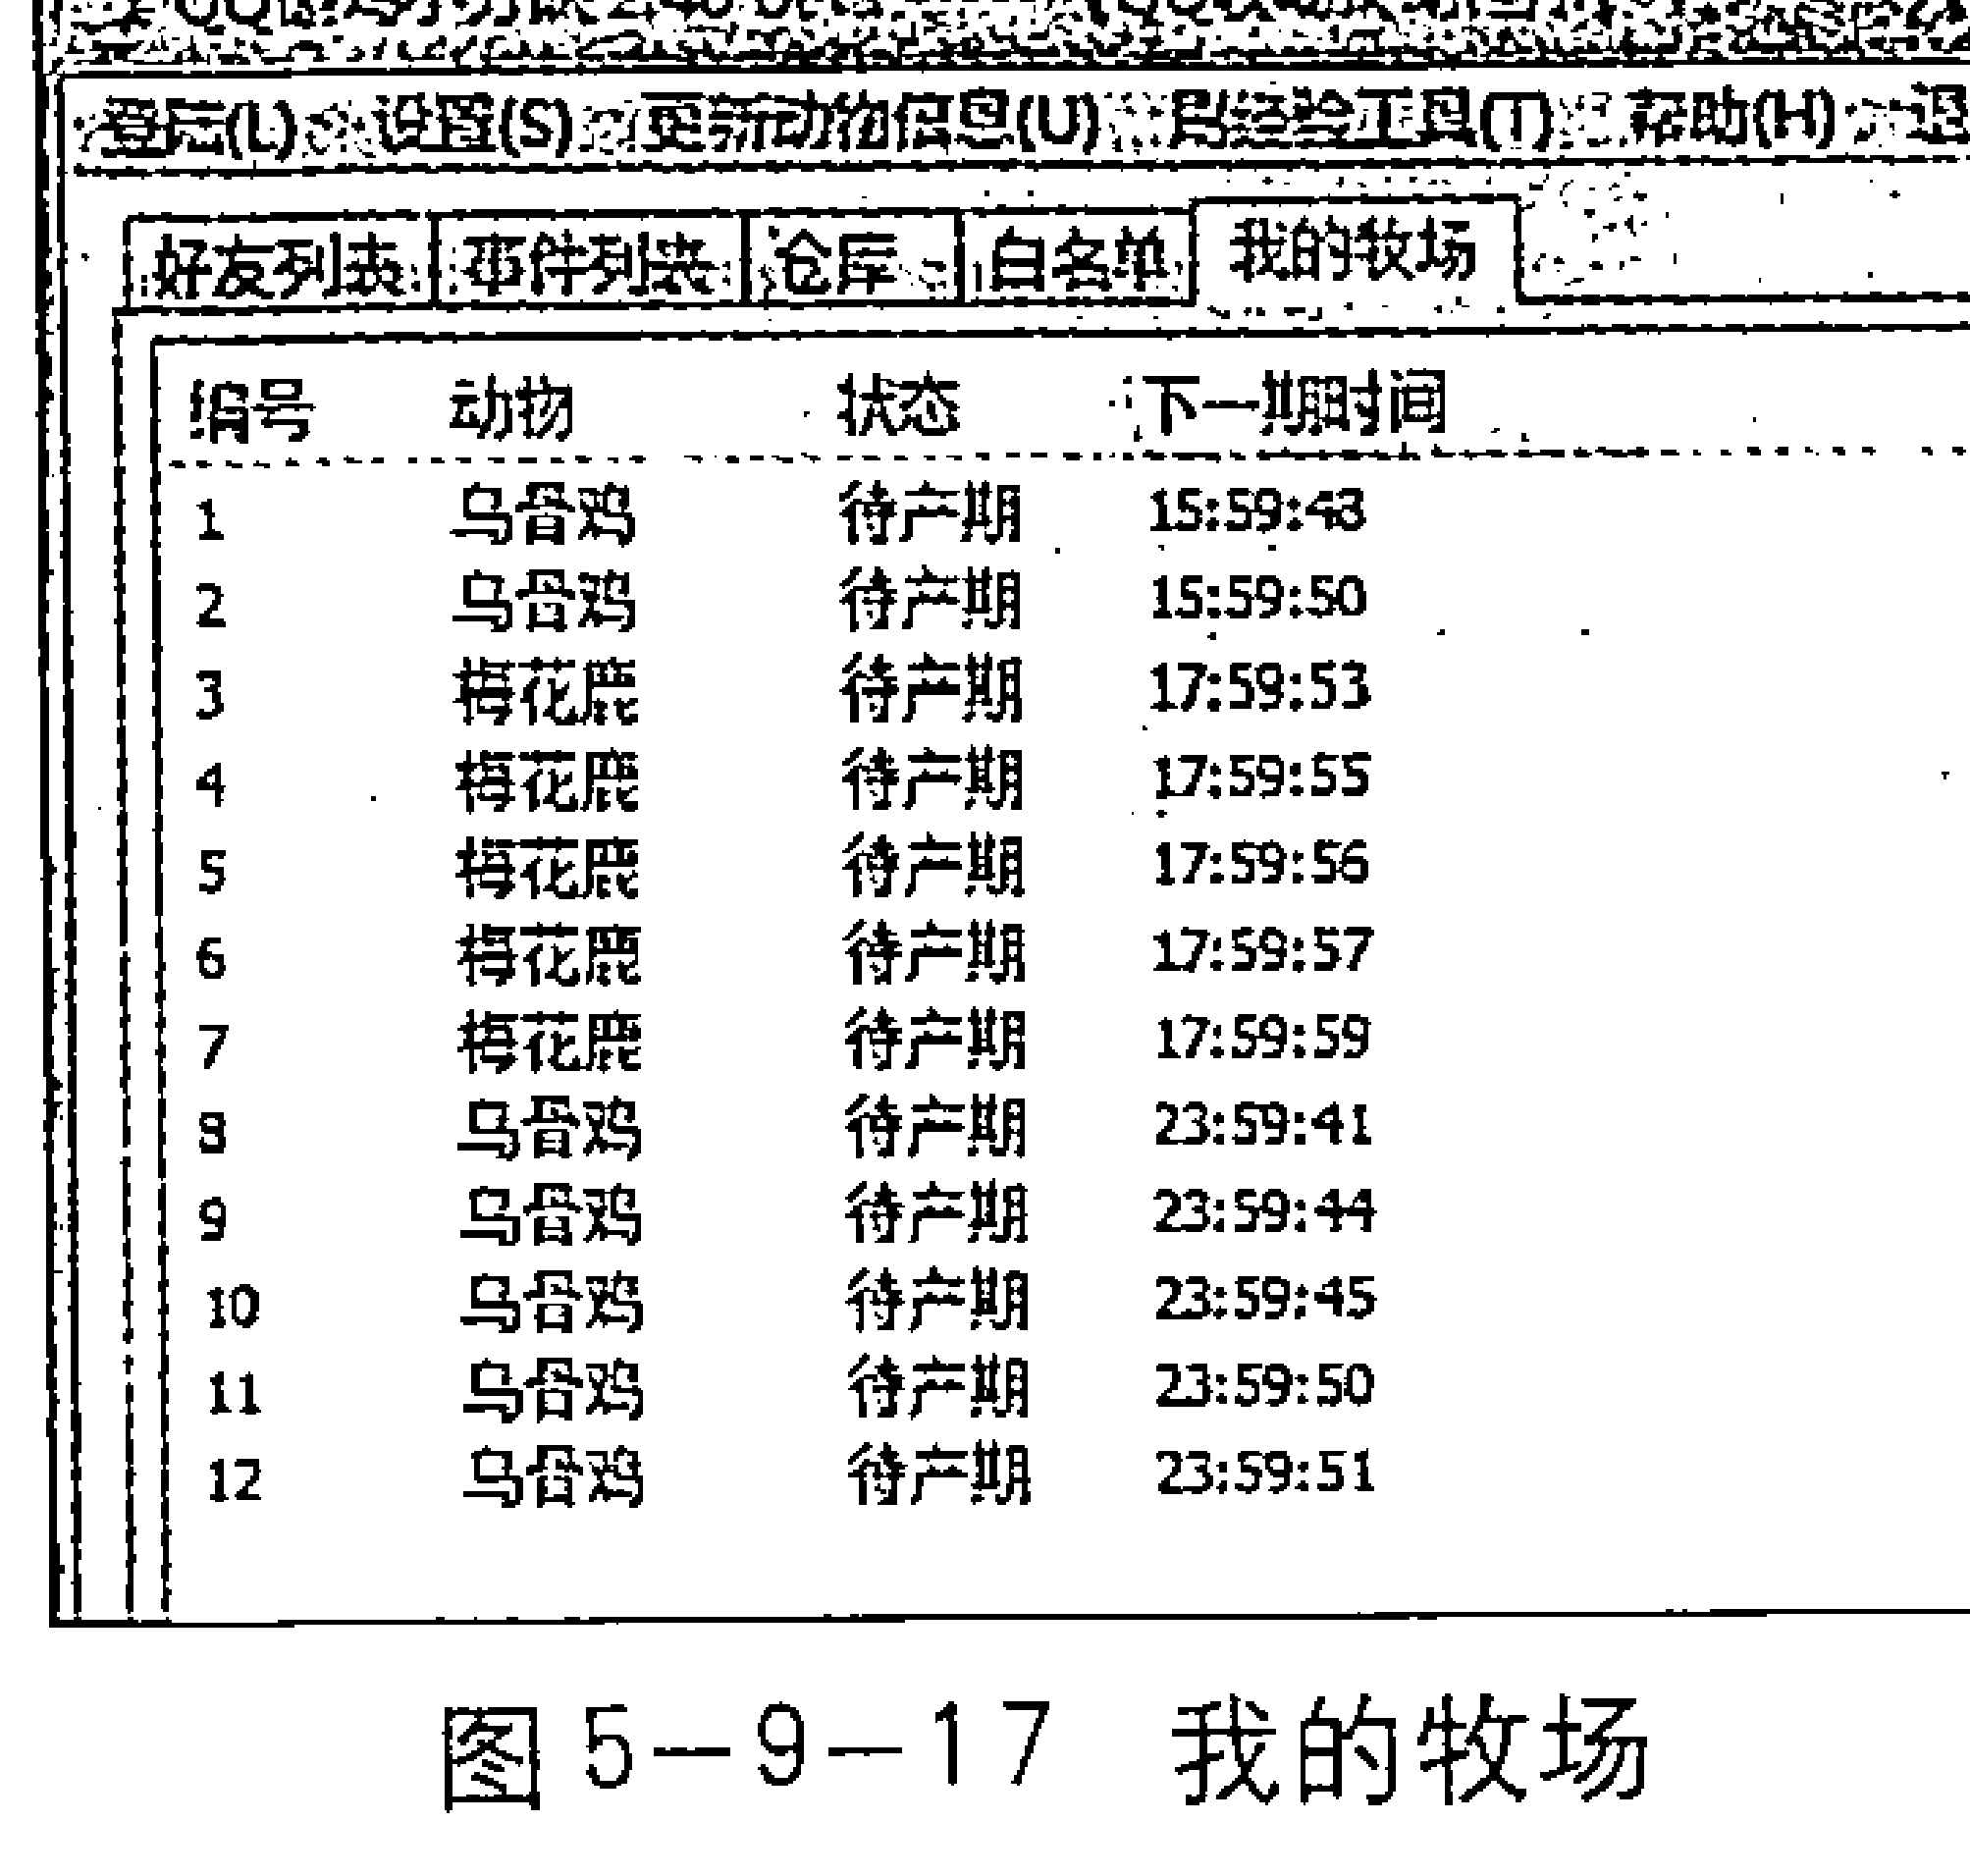 登陆(L) 设置(S) 更新动物信息(U) 刷经验工具(T) 帮助(H)
好友列表 事件列表 仓库 白名单 我的牧场
编号 动物 状态 下一期时间
1 乌骨鸡 待产期 15:59:48
2 乌骨鸡 待产期 15:59:50
3 梅花鹿 待产期 17:59:53
4 梅花鹿 待产期 17:59:55
5 梅花鹿 待产期 17:59:56
6 梅花鹿 待产期 17:59:57
7 梅花鹿 待产期 17:59:59
8 乌骨鸡 待产期 23:59:41
9 乌骨鸡 待产期 23:59:44
10 乌骨鸡 待产期 23:59:45
11 乌骨鸡 待产期 23:59:50
12 乌骨鸡 待产期 23:59:51
图 5-9-17 我的牧场